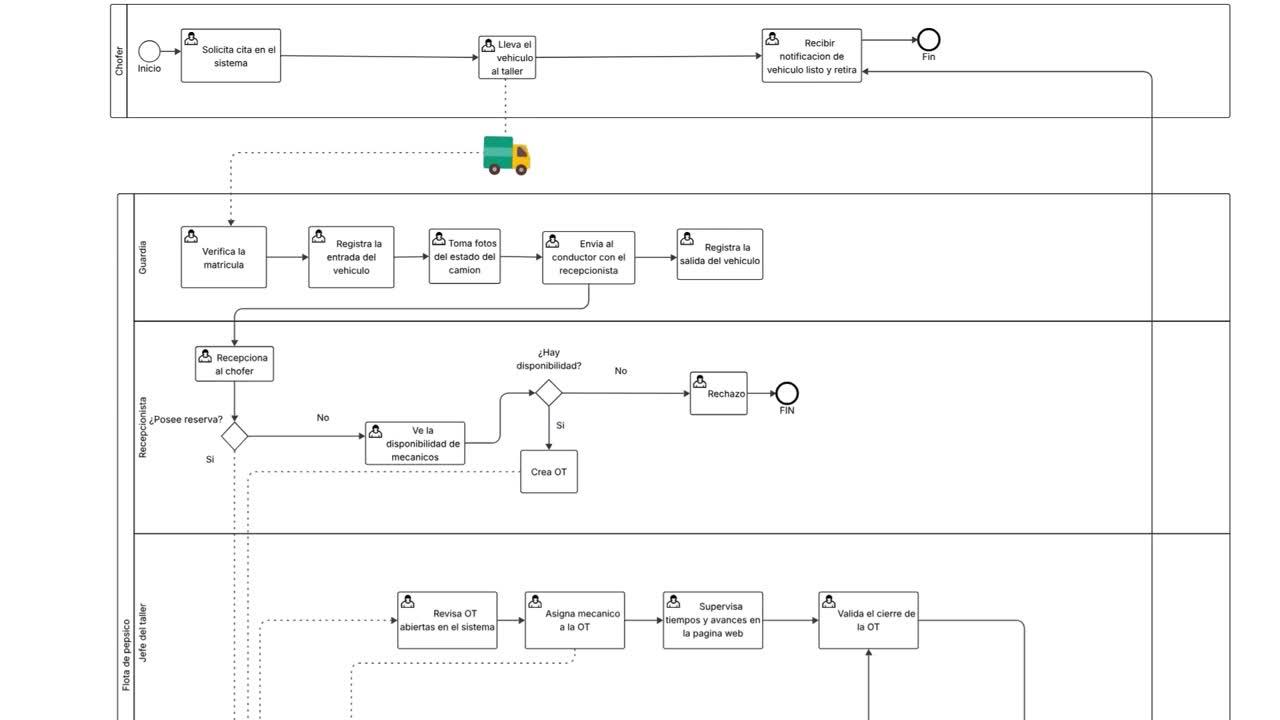 Chofer
Inicio
Solicita cita en el
sistema
Lleva el
vehiculo
al taller
Recibir
notificacion de
vehiculo listo y retira
Fin
Flota de pepsico
Guardia
Verifica la
matricula
Registra la
entrada del
vehiculo
Toma fotos
del estado del
camion
Envia al
conductor con el
recepcionista
Registra la
salida del vehiculo
Recepcionista
Recepciona
al chofer
¿Posee reserva?
No
Si
Ve la
disponibilidad de
mecanicos
¿Hay
disponibilidad?
No
Si
Crea OT
Rechazo
FIN
Jefe del taller
Revisa OT
abiertas en el sistema
Asigna mecanico
a la OT
Supervisa
tiempos y avances en
la pagina web
Valida el cierre de
la OT